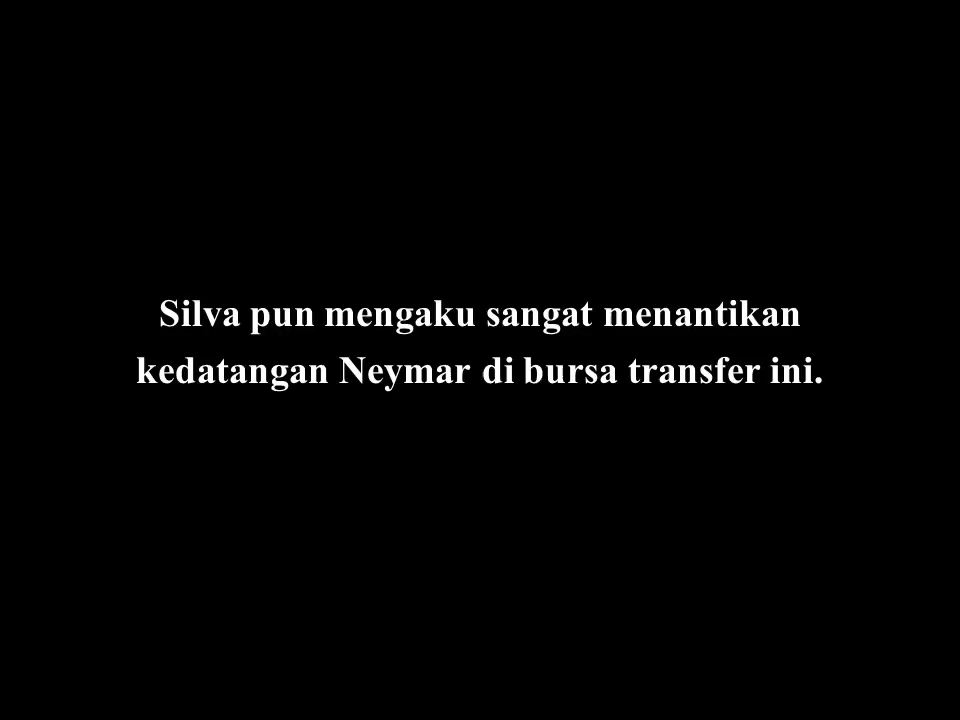 Silva pun mengaku sangat menantikan
kedatangan Neymar di bursa transfer ini.